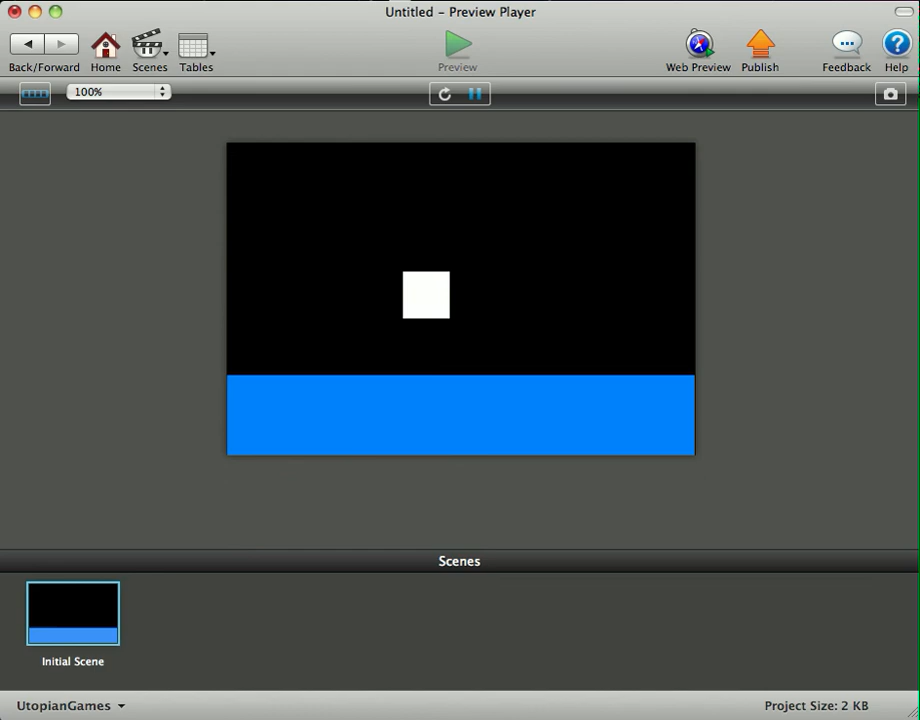 Untitled – Preview Player
Back/Forward Home Scenes Tables Preview Web Preview Publish Feedback Help
100%
Scenes
Initial Scene
UtopianGames Project Size: 2 KB